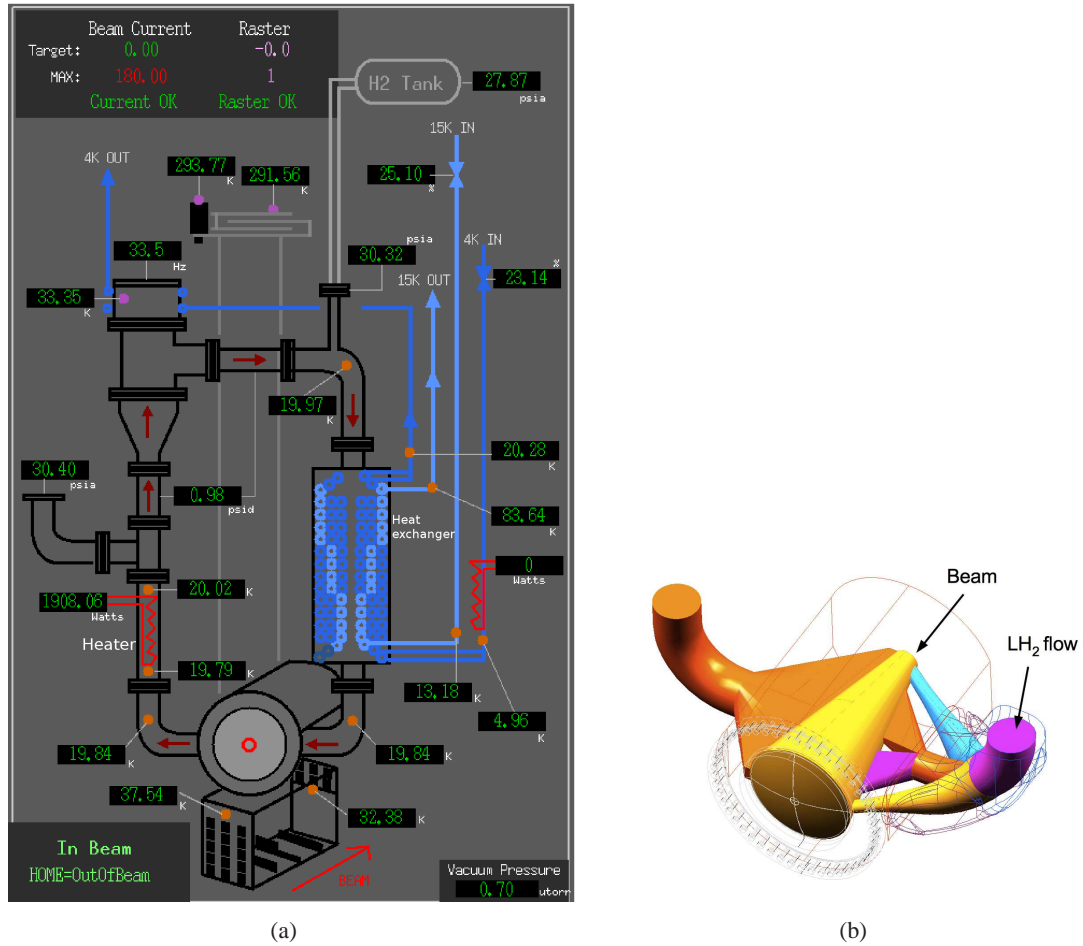 Beam Current Raster
Target: 0.00 -0.0
MAX: 180.00 1
Current OK Raster OK
H2 Tank
27.87
psia
15K IN
4K OUT
293.77
K
291.56
K
25.10
%
psia
30.32
4K IN
%
23.14
15K OUT
33.5
Hz
33.35
K
19.97
K
20.28
K
30.40
psia
0.98
psid
83.64
K
Heat
exchanger
0
Watts
20.02
K
1908.06
Watts
Heater
19.79
K
13.18
K
4.96
K
19.84
K
19.84
K
37.54
K
32.38
K
In Beam
HOME=OutOfBeam
BEAM
Vacuum Pressure
0.70 utorr
(a)
Beam
LH2 flow
(b)